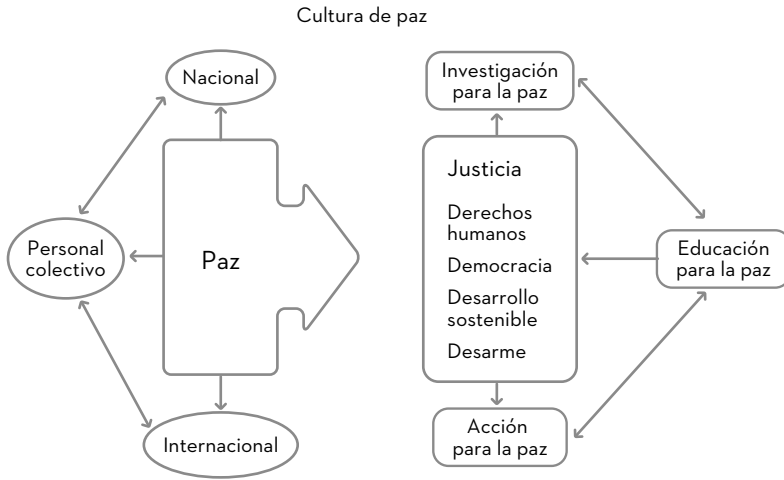 Cultura de paz
Nacional
Personal
colectivo
Paz
Internacional
Investigación
para la paz
Justicia
Derechos
humanos
Democracia
Desarrollo
sostenible
Desarme
Educación
para la paz
Acción
para la paz